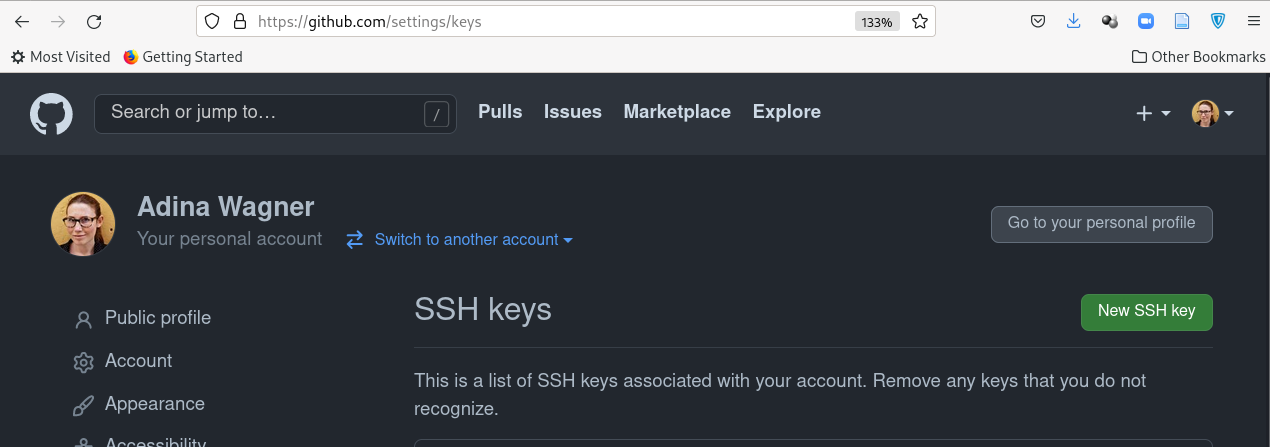 https://github.com/settings/keys
133%
Most Visited
Getting Started
Other Bookmarks
Search or jump to…
/
Pulls
Issues
Marketplace
Explore
Adina Wagner
Your personal account
Switch to another account
Go to your personal profile
Public profile
Account
Appearance
Accessibility
SSH keys
New SSH key
This is a list of SSH keys associated with your account. Remove any keys that you do not
recognize.